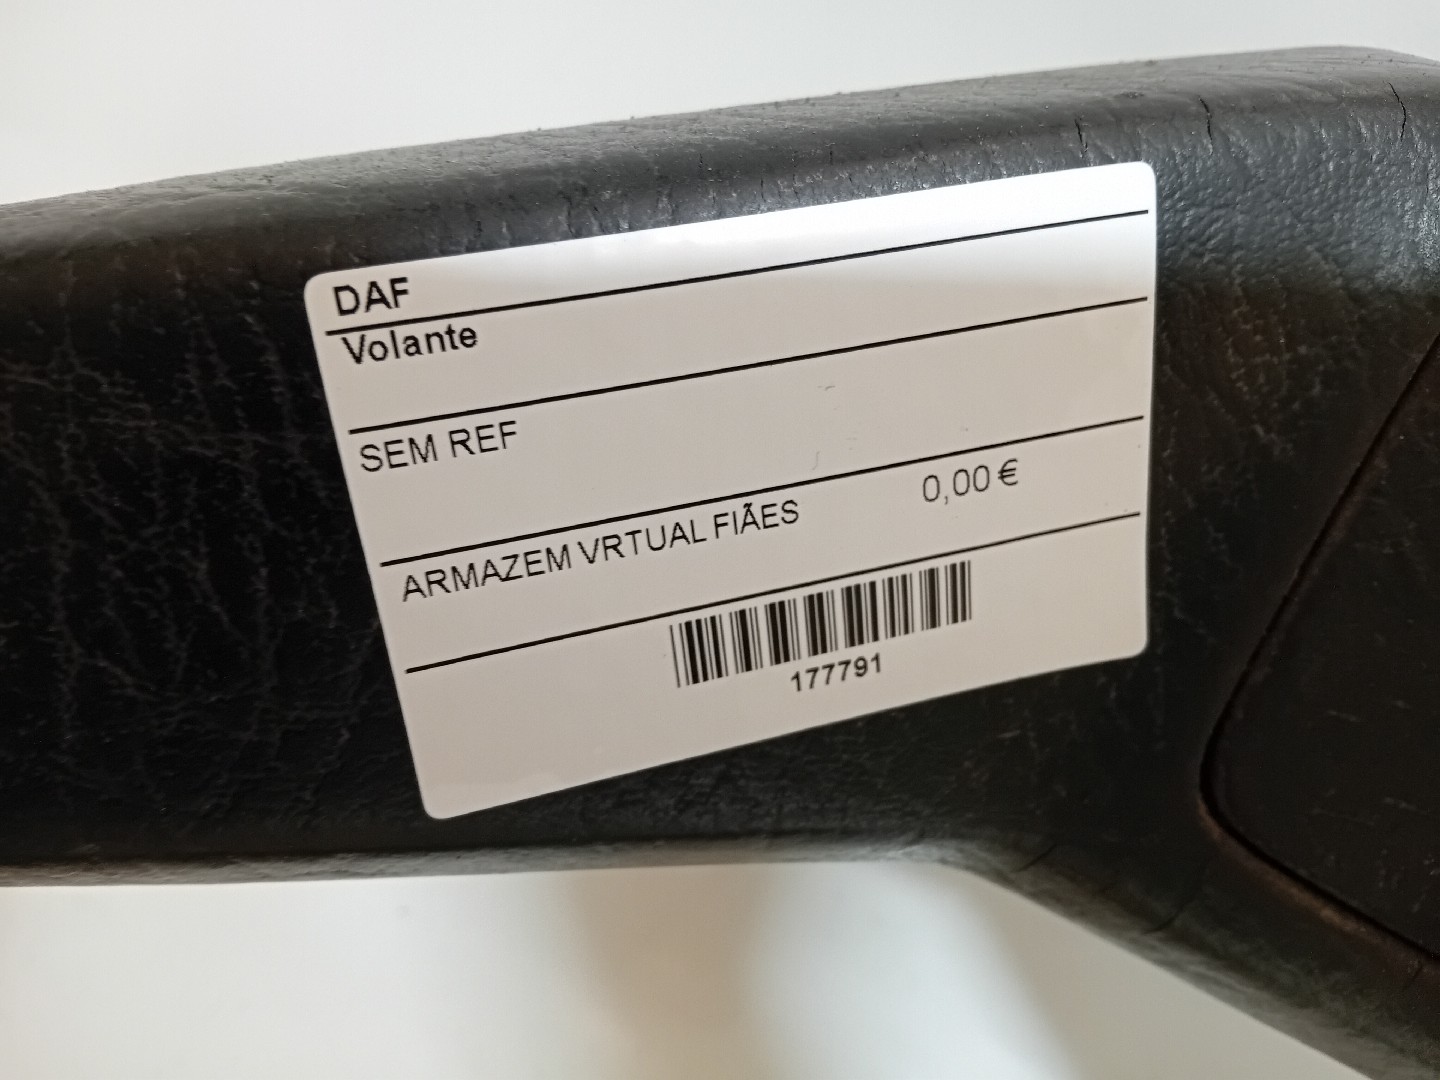 DAF
Volante
SEM REF
ARMAZEM VRTUAL FIÃES 0,00 €
177791